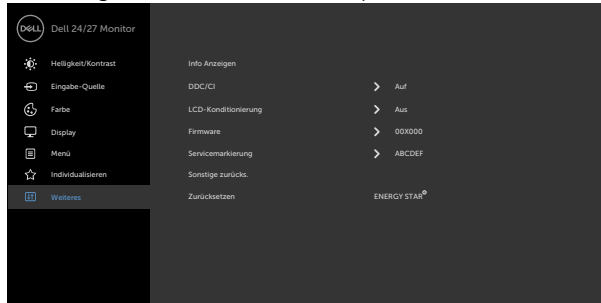 DELL Dell 24/27 Monitor
Helligkeit/Kontrast Info Anzeigen
Eingabe-Quelle DDC/CI Auf
Farbe LCD-Konditionierung Aus
Display Firmware 00X000
Menü Servicemarkierung ABCDEF
Individualisieren Sonstige zurücks.
Weiteres Zurücksetzen ENERGY STAR®